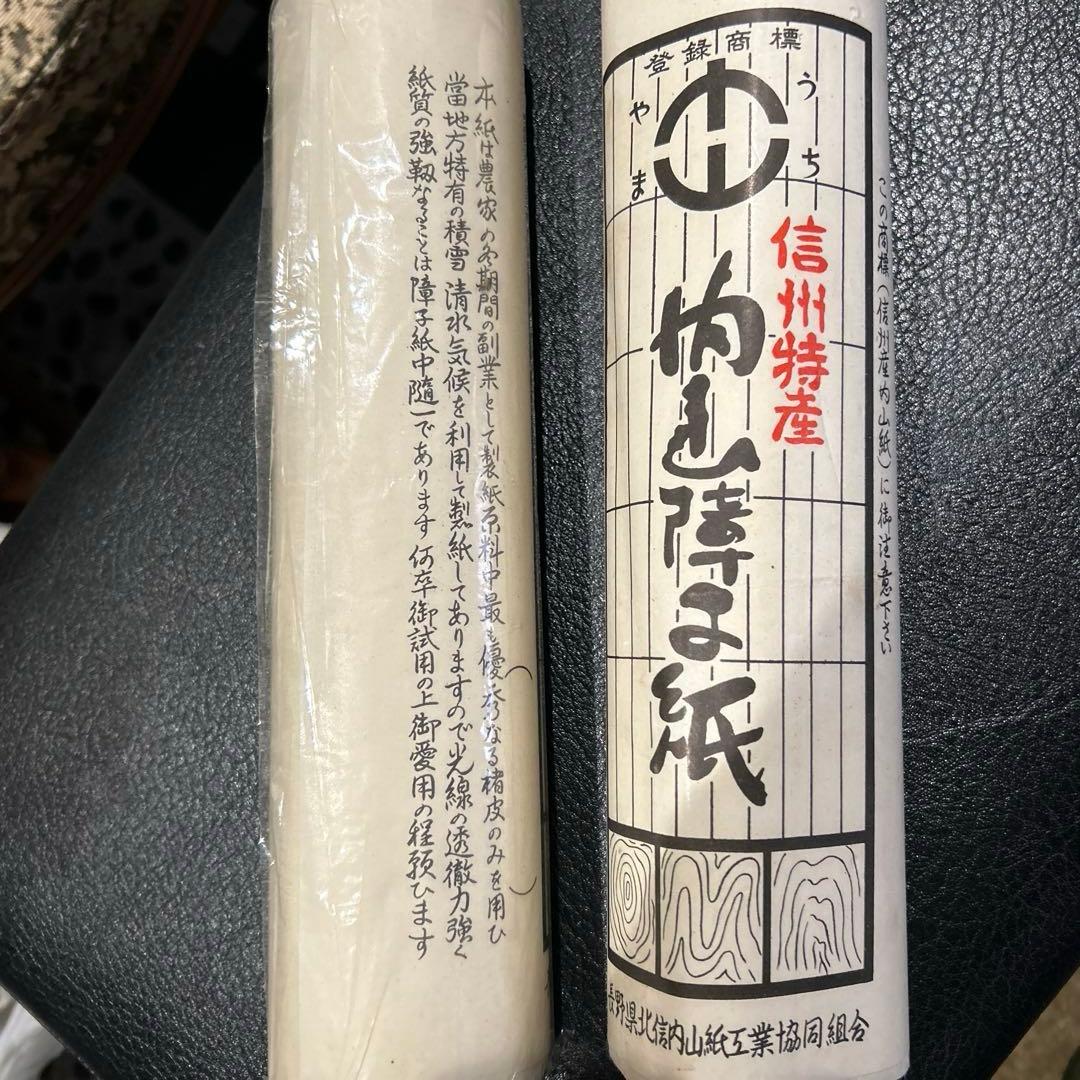 本紙は農家の冬期間の副業として製紙原料中最も優秀なる楮皮のみを用ひ
當地方特有の積雪清水気候を利用して製紙してありますので光線の透徹力強く
紙質の強靱なることは障子紙中随一であります何卒御試用の上御愛用の程願ひます
登録商標
うちやま
信州特産
内山障子紙
この商標(信州産内山紙)に御注意下さい
長野県北信内山紙工業協同組合